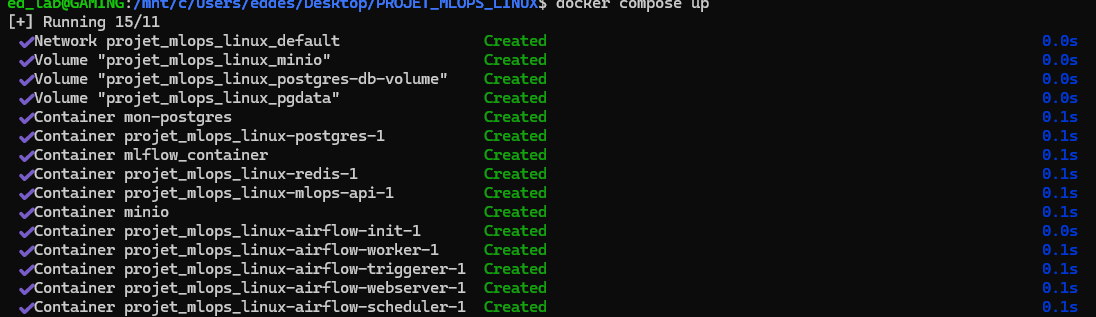 ed_lab@GAMING:/mnt/c/Users/eddes/Desktop/PROJET_MLOPS_LINUX$ docker compose up
[+] Running 15/11
✔Network projet_mlops_linux_default Created 0.0s
✔Volume "projet_mlops_linux_minio" Created 0.0s
✔Volume "projet_mlops_linux_postgres-db-volume" Created 0.0s
✔Volume "projet_mlops_linux_pgdata" Created 0.0s
✔Container mon-postgres Created 0.1s
✔Container projet_mlops_linux-postgres-1 Created 0.1s
✔Container mlflow_container Created 0.1s
✔Container projet_mlops_linux-redis-1 Created 0.1s
✔Container projet_mlops_linux-mlops-api-1 Created 0.1s
✔Container minio Created 0.1s
✔Container projet_mlops_linux-airflow-init-1 Created 0.0s
✔Container projet_mlops_linux-airflow-worker-1 Created 0.1s
✔Container projet_mlops_linux-airflow-triggerer-1 Created 0.1s
✔Container projet_mlops_linux-airflow-webserver-1 Created 0.1s
✔Container projet_mlops_linux-airflow-scheduler-1 Created 0.1s